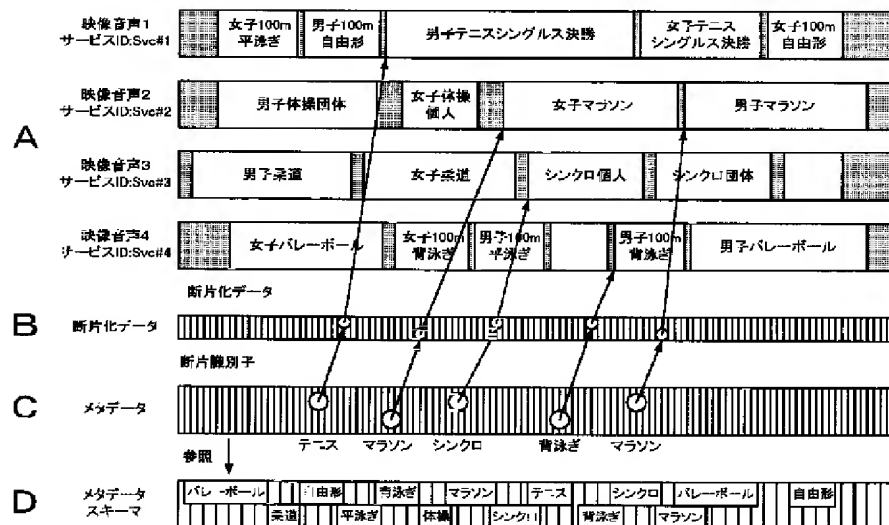 映像音声1
サービスID:Svc#1
女子100m
平泳ぎ
男子100m
自由形
男子テニスシングルス決勝
女子テニス
シングルス決勝
女子100m
自由形
A
映像音声2
サービスID:Svc#2
男子体操団体
女子体操
個人
女子マラソン
男子マラソン
映像音声3
サービスID:Svc#3
男子柔道
女子柔道
シンクロ個人
シンクロ団体
映像音声4
サービスID:Svc#4
女子バレーボール
女子100m
背泳ぎ
男子100m
平泳ぎ
男子100m
背泳ぎ
男子バレーボール
断片化データ
B
断片化データ
断片識別子
C
メタデータ
テニス
マラソン
シンクロ
背泳ぎ
マラソン
参照
D
メタデータ
スキーマ
バレーボール
自由形
背泳ぎ
マラソン
テニス
シンクロ
バレーボール
自由形
柔道
平泳ぎ
体操
シンクロ
背泳ぎ
マラソン